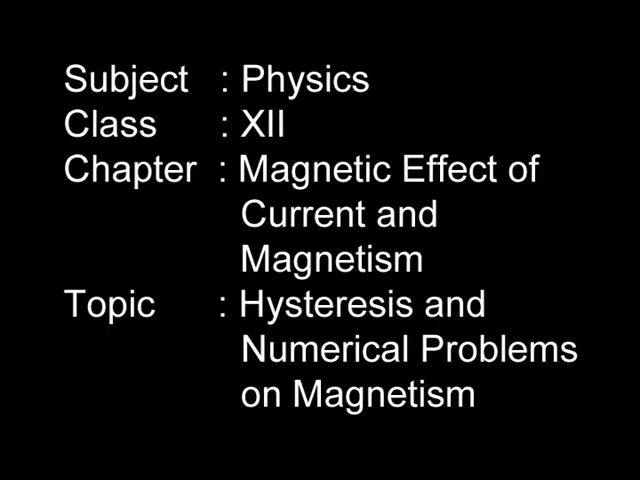 Subject : Physics
Class : XII
Chapter : Magnetic Effect of
Current and
Magnetism
Topic : Hysteresis and
Numerical Problems
on Magnetism